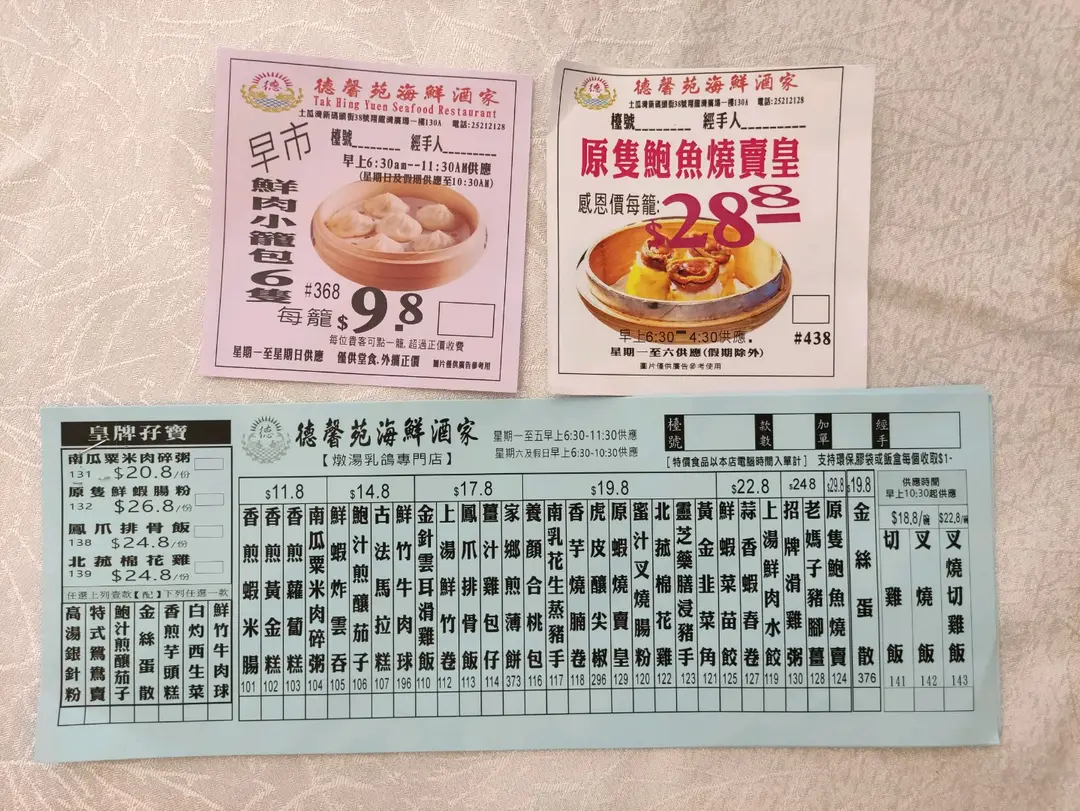 德馨苑海鮮酒家
Tak Hing Yuen Seafood Restaurant
土瓜灣新碼頭街38號翔龍灣廣場一樓130A 電話:25212128
檯號________ 經手人_________
早市
早上6:30am--11:30AM供應
(星期日及假期供應至10:30AM)
鮮肉小籠包6隻
#368
每籠$9.8
每位貴客可點一籠, 超過正價收費
星期一至星期日供應 僅供堂食.外攜正價 圖片僅供廣告參考用
德馨苑海鮮酒家
土瓜灣新碼頭街38號翔龍灣廣場一樓130A 電話:25212128
檯號________ 經手人_________
原隻鮑魚燒賣皇
感恩價每籠:
$28.8
早上6:30-4:30供應.
#438
星期一至六供應(假期除外)
圖片僅供廣告參考使用
皇牌孖寶
南瓜粟米肉碎粥
131 $20.8/份
原隻鮮蝦腸粉
132 $26.8/份
鳳爪排骨飯
138 $24.8/份
北菇棉花雞
139 $24.8/份
任選上列壹款【配】下列任選一款
高湯銀針粉
特式鴛鴦賣
鮑汁煎釀茄子
金絲蛋散
香煎芋頭糕
白灼西生菜
鮮竹牛肉球
德馨苑海鮮酒家
【燉湯乳鴿專門店】
星期一至五早上6:30-11:30供應
星期六及假日早上6:30-10:30供應
檯號
款數
加單
經手
[特價食品以本店電腦時間入單計] 支持環保,膠袋或飯盒每個收取$1-
$11.8
香煎蝦米腸 101
香煎黃金糕 102
香煎蘿蔔糕 103
南瓜粟米肉碎粥 104
$14.8
鮮蝦炸雲吞 105
鮑汁煎釀茄子 106
古法馬拉糕 107
鮮竹牛肉球 196
$17.8
金針雲耳滑雞飯 110
上湯鮮竹卷 112
鳳爪排骨飯 113
薑汁雞包仔 114
家鄉煎薄餅 373
$19.8
養顏合桃包 116
南乳花生蒸豬手 117
香芋燒腩卷 118
虎皮釀尖椒 296
原蝦燒賣皇 129
蜜汁叉燒腸粉 120
北菇棉花雞 122
靈芝藥膳浸豬手 123
黃金韭菜角 121
$22.8
鮮蝦菜苗餃 125
蒜香蝦春卷 127
上湯鮮肉水餃 119
$24.8
招牌滑雞粥 130
老媽子豬腳薑 128
$29.8
原隻鮑魚燒賣 124
$19.8
金絲蛋散 376
供應時間
早上10:30起供應
$18,8/碗
$22,8/碗
切雞飯 141
叉燒飯 142
叉燒切雞飯 143